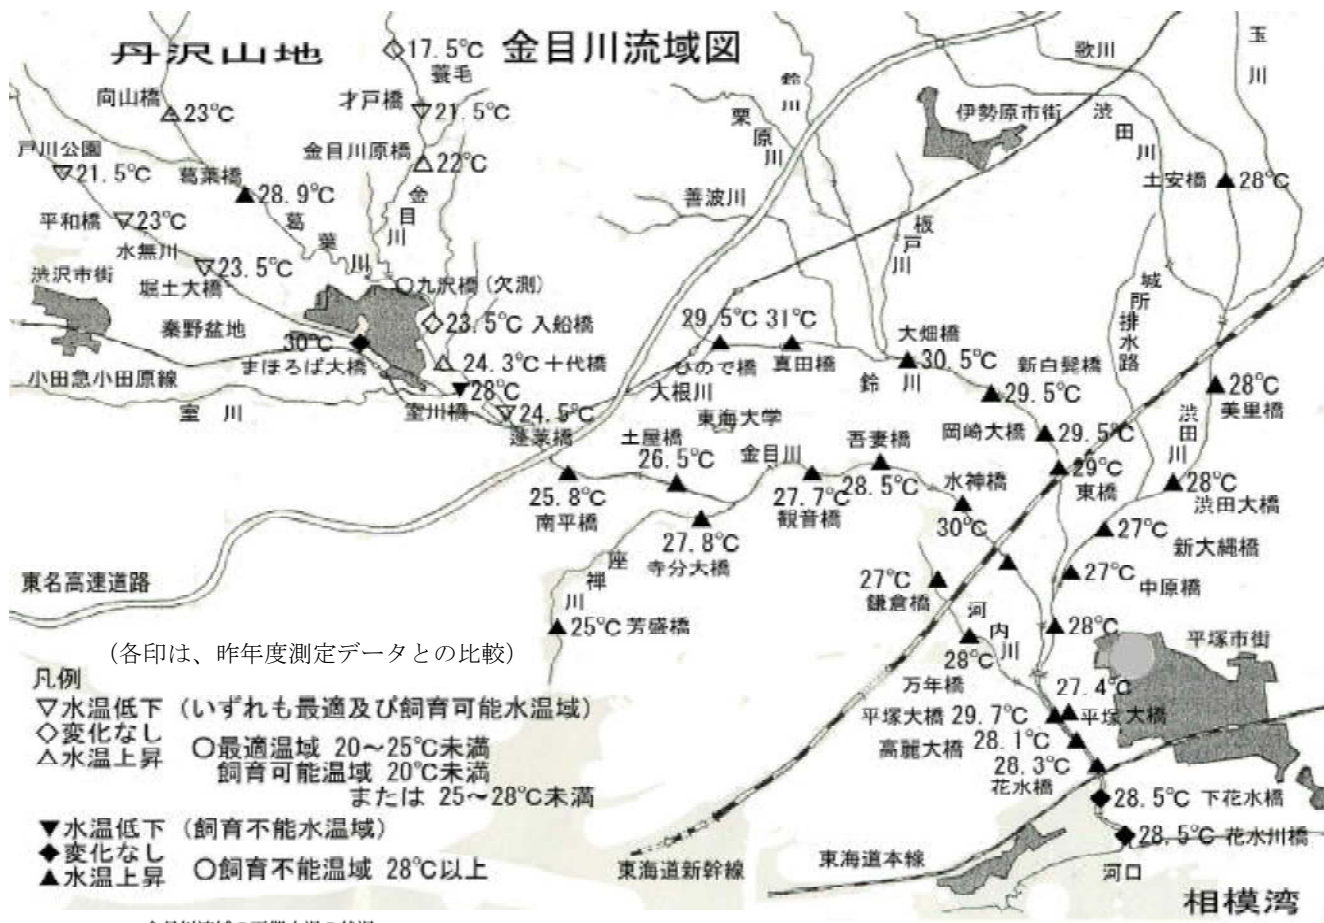 丹沢山地
金目川流域図
17.5℃
蓑毛
才戸橋
21.5℃
向山橋
23℃
金目川原橋
22℃
戸川公園
21.5℃
葛葉橋
28.9℃
平和橋
23℃
水無川
23.5℃
堀土大橋
渋沢市街
秦野盆地
葛葉川
金目川
九沢橋(欠測)
23.5℃ 入船橋
30℃
まほろば大橋
24.3℃ 十代橋
28℃
室川橋
24.5℃
蓬莱橋
小田急小田原線
室川
鈴川
栗原川
善波川
板戸川
伊勢原市街
歌川
渋田川
玉川
土安橋
28℃
城所排水路
29.5℃
ひので橋
31℃
真田橋
大根川
大畑橋
30.5℃
鈴川
新白髭橋
29.5℃
岡崎大橋
29.5℃
29℃
東橋
28℃
美里橋
渋田川
28℃
渋田大橋
27℃
新大縄橋
27℃
中原橋
28℃
東海大学
土屋橋
26.5℃
金目川
吾妻橋
28.5℃
水神橋
30℃
25.8℃
南平橋
27.7℃
観音橋
27.8℃
寺分大橋
座禅川
25℃ 芳盛橋
27℃
鎌倉橋
河内川
28℃
万年橋
東名高速道路
平塚市街
27.4℃
平塚大橋 29.7℃
平塚大橋
高麗大橋 28.1℃
28.3℃
花水橋
28.5℃ 下花水橋
28.5℃ 花水川橋
河口
東海道新幹線
東海道本線
相模湾
(各印は、昨年度測定データとの比較)
凡例
▽水温低下 (いずれも最適及び飼育可能水温域)
◇変化なし
△水温上昇
○最適温域 20～25℃未満
飼育可能温域 20℃未満
または 25～28℃未満
▼水温低下 (飼育不能水温域)
◆変化なし
▲水温上昇
○飼育不能温域 28℃以上